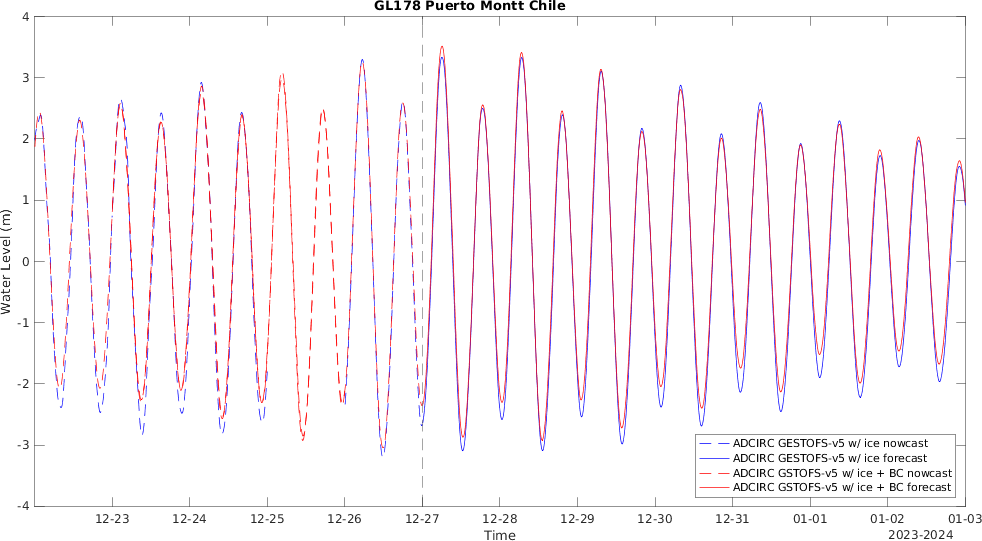 GL178 Puerto Montt Chile
4
3
2
1
0
-1
-2
-3
-4
Water Level (m)
ADCIRC GESTOFS-v5 w/ ice nowcast
ADCIRC GESTOFS-v5 w/ ice forecast
ADCIRC GSTOFS-v5 w/ ice + BC nowcast
ADCIRC GSTOFS-v5 w/ ice + BC forecast
12-23 12-24 12-25 12-26 12-27 12-28 12-29 12-30 12-31 01-01 01-02 01-03
Time
2023-2024